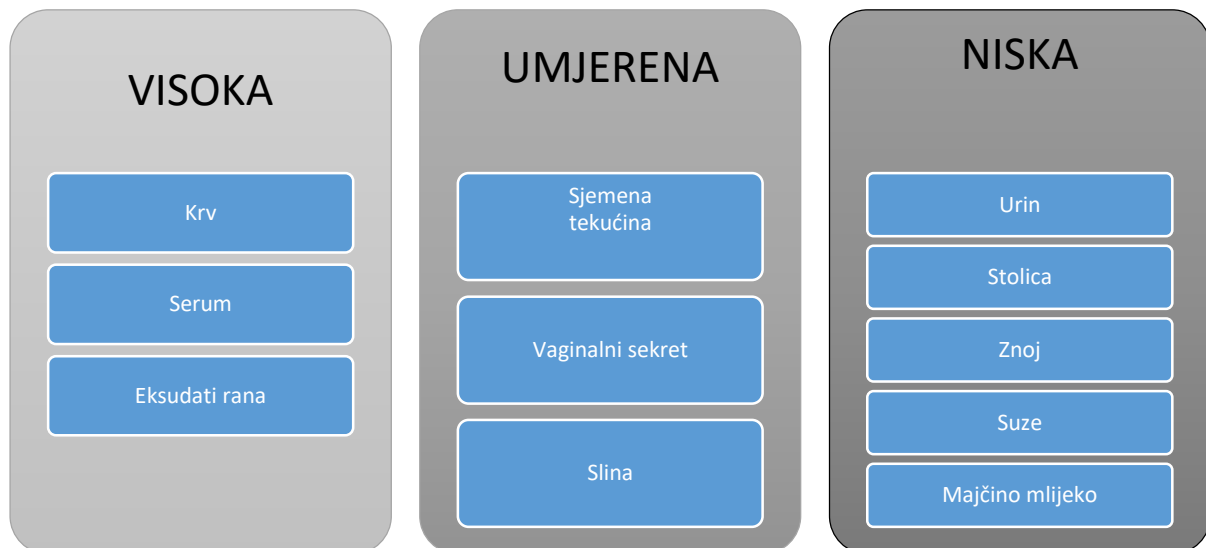 VISOKA
Krv
Serum
Eksudati rana
UMJERENA
Sjemena
tekućina
Vaginalni sekret
Slina
NISKA
Urin
Stolica
Znoj
Suze
Majčino mlijeko